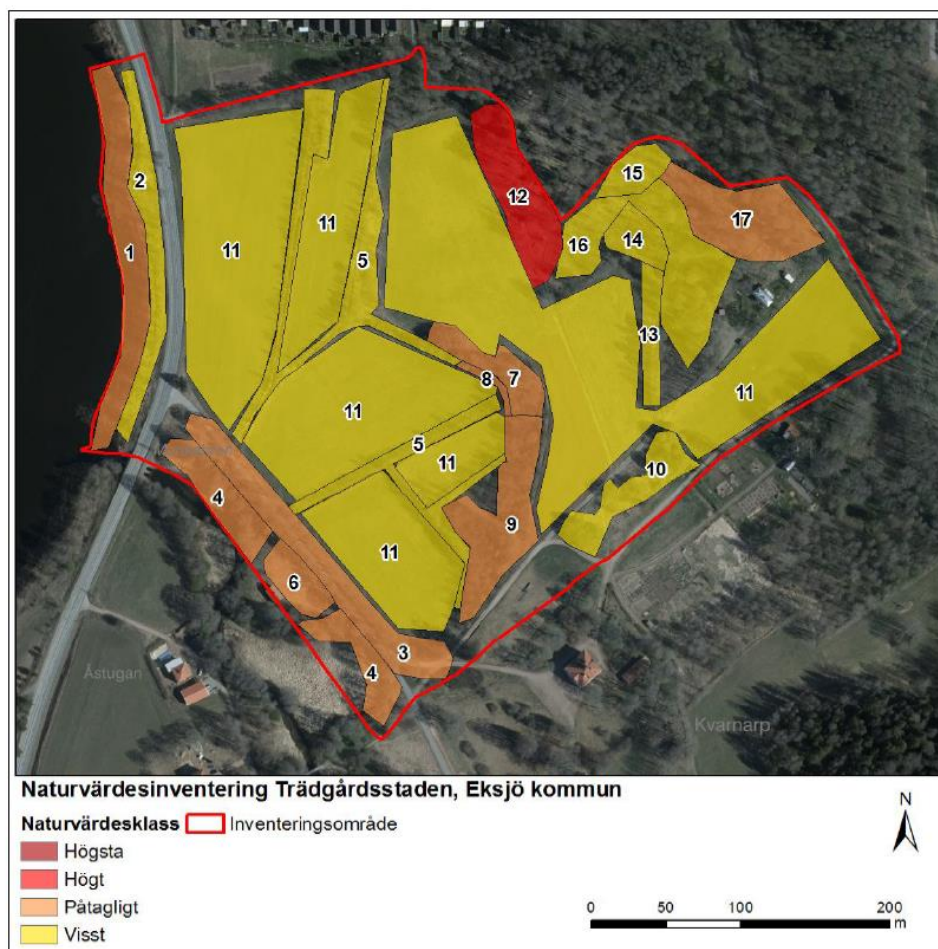 15
12
17
2
16
14
11
11
1
5
13
8
7
11
11
5
11
10
4
9
11
6
3
4
Åstugan
Kvarnarp
Naturvärdesinventering Trädgårdsstaden, Eksjö kommun
Naturvärdesklass Inventeringsområde
N
Högsta
Högt
Påtagligt
Visst
0 50 100 200
m